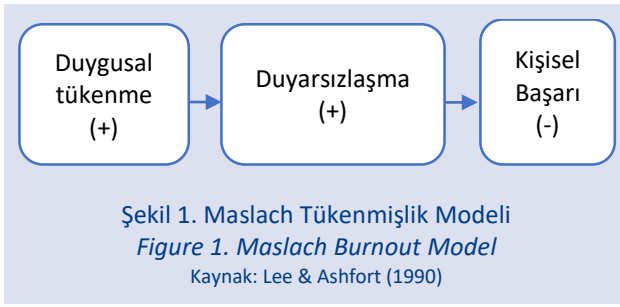 Duygusal
tükenme
(+)
Duyarsızlaşma
(+)
Kişisel
Başarı
(-)
Şekil 1. Maslach Tükenmişlik Modeli
Figure 1. Maslach Burnout Model
Kaynak: Lee & Ashfort (1990)